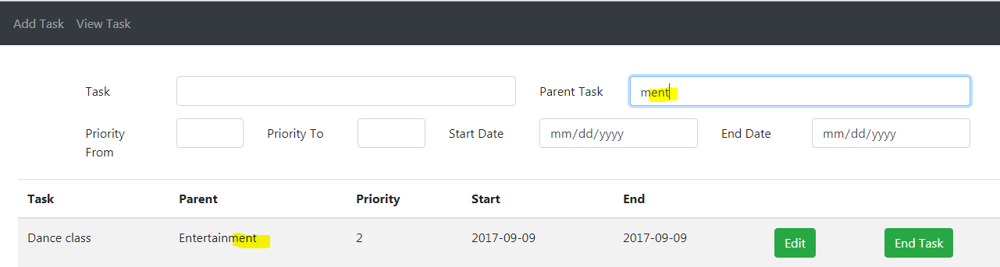 Add Task View Task
Task Parent Task ment
Priority From Priority To Start Date mm/dd/yyyy End Date mm/dd/yyyy
Task Parent Priority Start End
Dance class Entertainment 2 2017-09-09 2017-09-09 Edit End Task